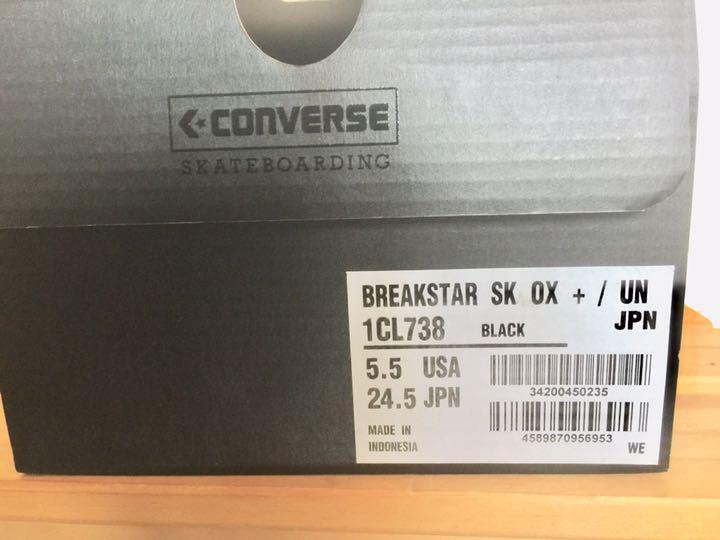 CONVERSE
SKATEBOARDING
BREAKSTAR SK OX + / UN
1CL738 BLACK JPN
5.5 USA
34200450235
24.5 JPN
MADE IN
INDONESIA
4589870956953
WE